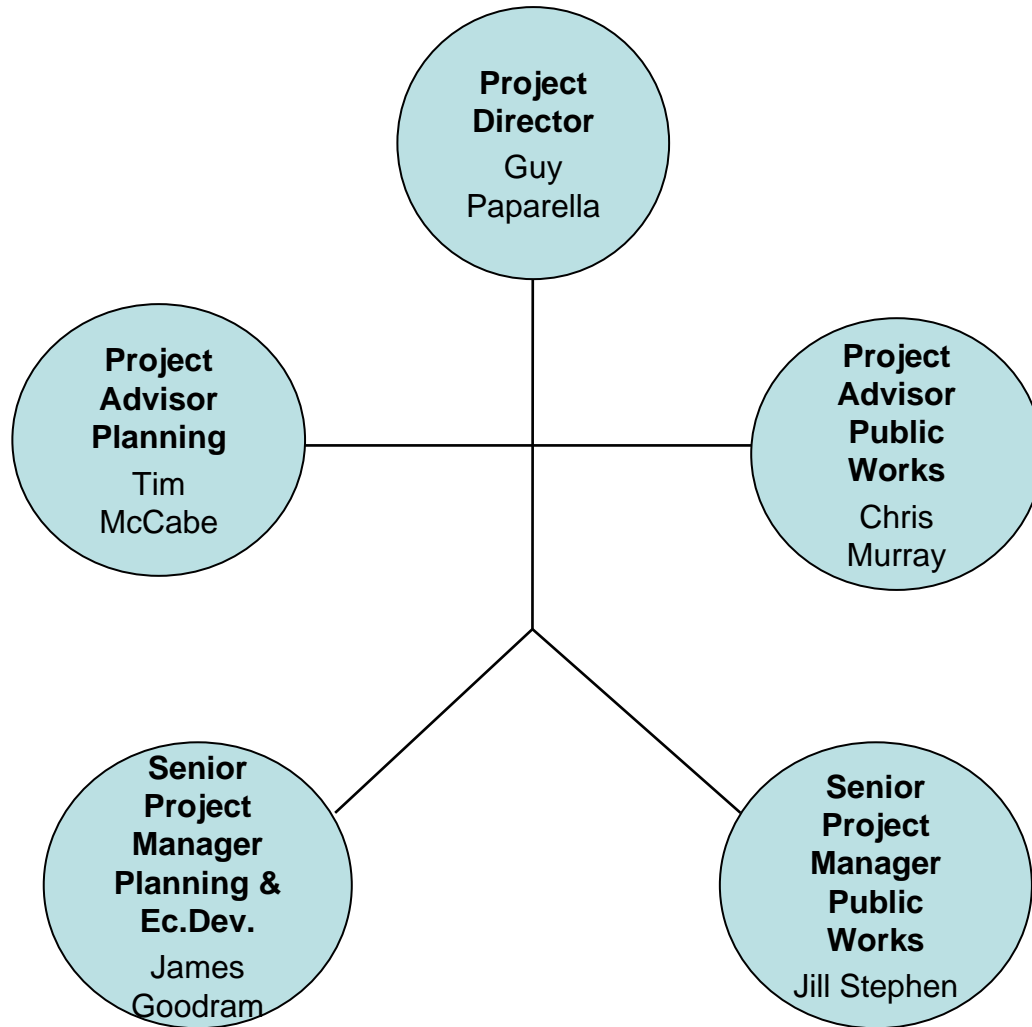 Project
Director
Guy
Paparella
Project
Advisor
Planning
Tim
McCabe
Project
Advisor
Public
Works
Chris
Murray
Senior
Project
Manager
Planning &
Ec.Dev.
James
Goodram
Senior
Project
Manager
Public
Works
Jill Stephen